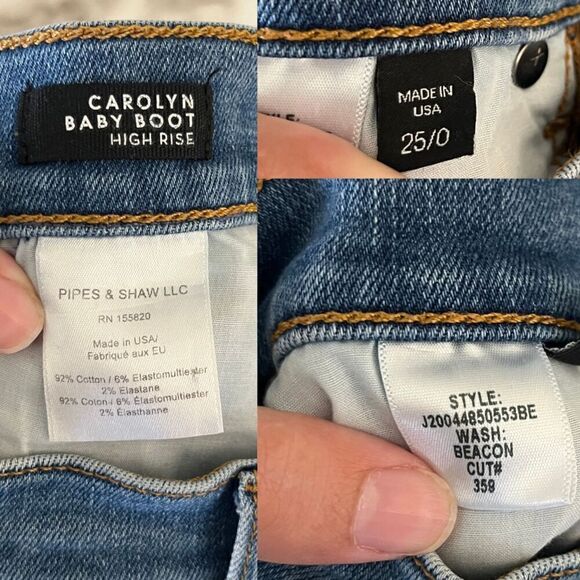 CAROLYN
BABY BOOT
HIGH RISE
MADE IN
USA
25/0
PIPES & SHAW LLC
RN 155820
Made in USA/
Fabriqué aux EU
92% Cotton / 6% Elastomultiester
2% Elastane
92% Coton / 6% Elastomultiester
2% Élasthanne
STYLE:
J20044850553BE
WASH:
BEACON
CUT#
359